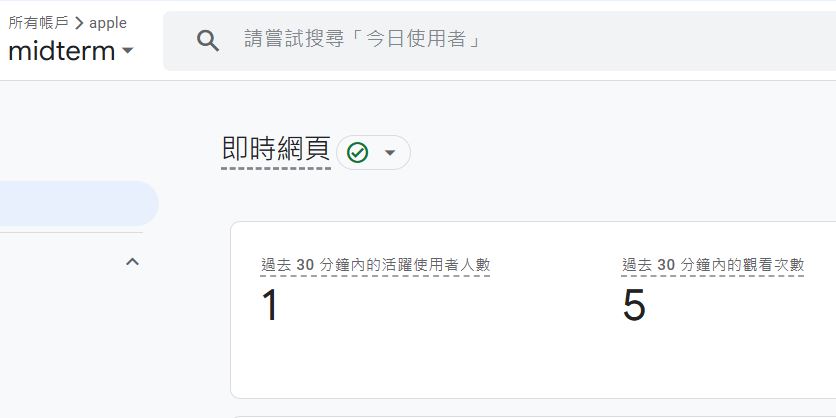 所有帳戶 > apple
midterm
請嘗試搜尋「今日使用者」
即時網頁
過去 30 分鐘內的活躍使用者人數
1
過去 30 分鐘內的觀看次數
5